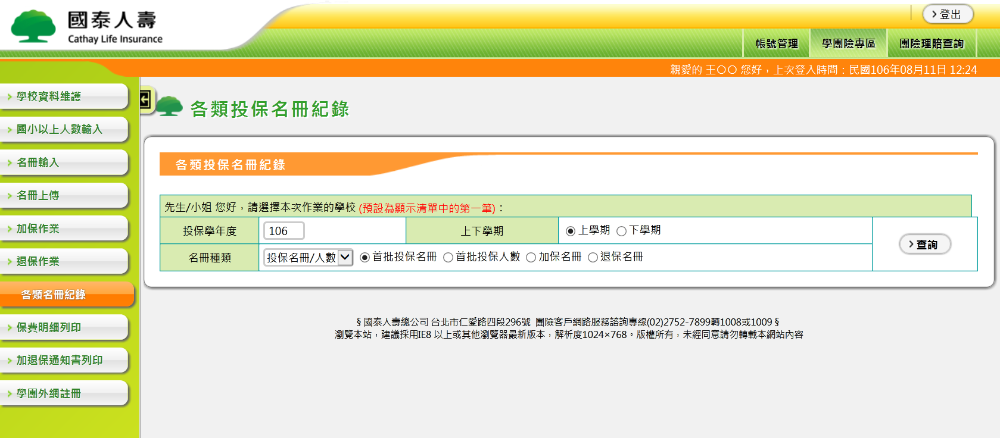 國泰人壽
Cathay Life Insurance
登出
帳號管理 學團險專區 團險理賠查詢
親愛的 王〇〇 您好，上次登入時間：民國106年08月11日 12:24
學校資料維護
國小以上人數輸入
名冊輸入
名冊上傳
加保作業
退保作業
各類名冊紀錄
保費明細列印
加退保通知書列印
學團外網註冊
各類投保名冊紀錄
各類投保名冊紀錄
先生/小姐 您好，請選擇本次作業的學校 (預設為顯示清單中的第一筆)：
投保學年度 106 上下學期 上學期 下學期
名冊種類 投保名冊/人數 首批投保名冊 首批投保人數 加保名冊 退保名冊
查詢
§ 國泰人壽總公司 台北市仁愛路四段296號 團險客戶網路服務諮詢專線(02)2752-7899轉1008或1009 §
瀏覽本站，建議採用IE8 以上或其他瀏覽器最新版本，解析度1024×768。版權所有，未經同意請勿轉載本網站內容